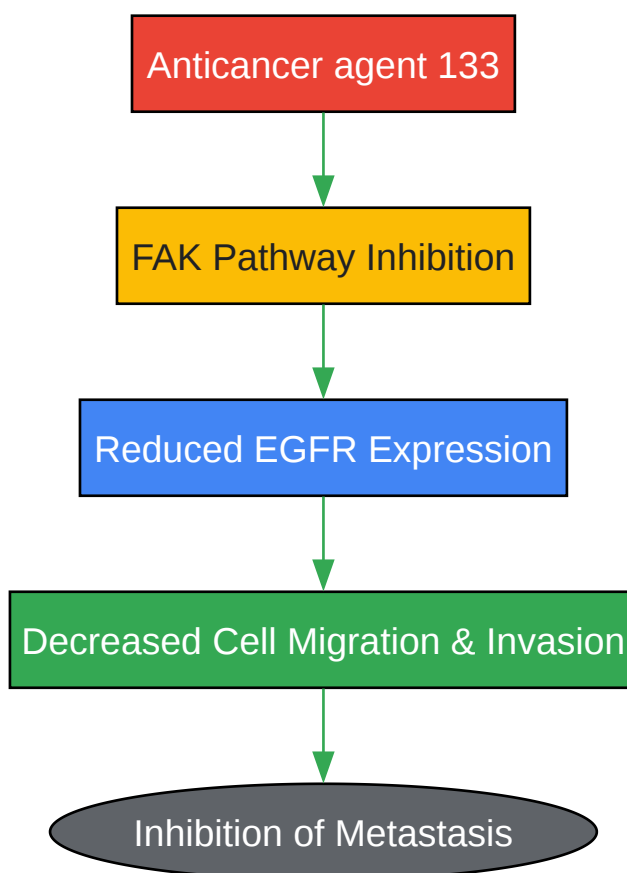 Anticancer agent 133
FAK Pathway Inhibition
Reduced EGFR Expression
Decreased Cell Migration & Invasion
Inhibition of Metastasis